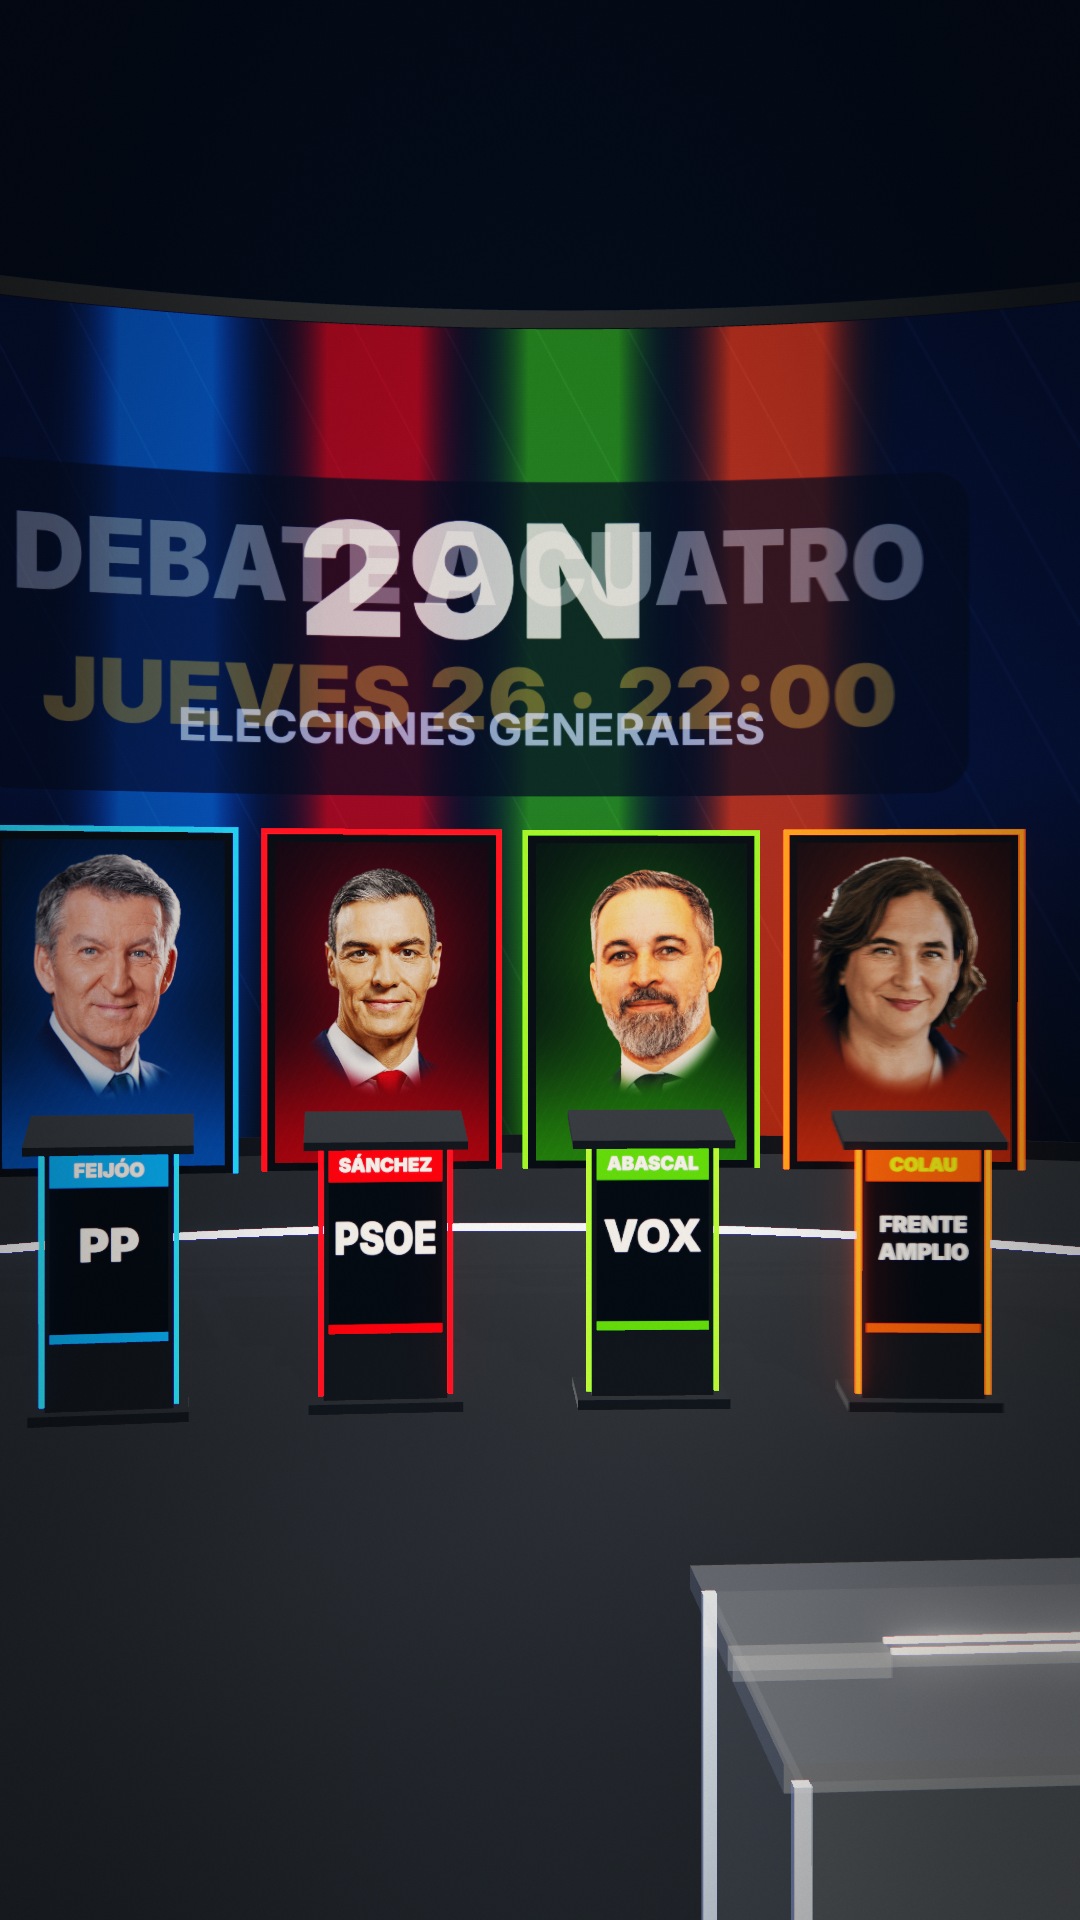 DEBATE A CUATRO
29N
JUEVES 26 · 22:00
ELECCIONES GENERALES
FEIJÓO
PP
SÁNCHEZ
PSOE
ABASCAL
VOX
COLAU
FRENTE
AMPLIO